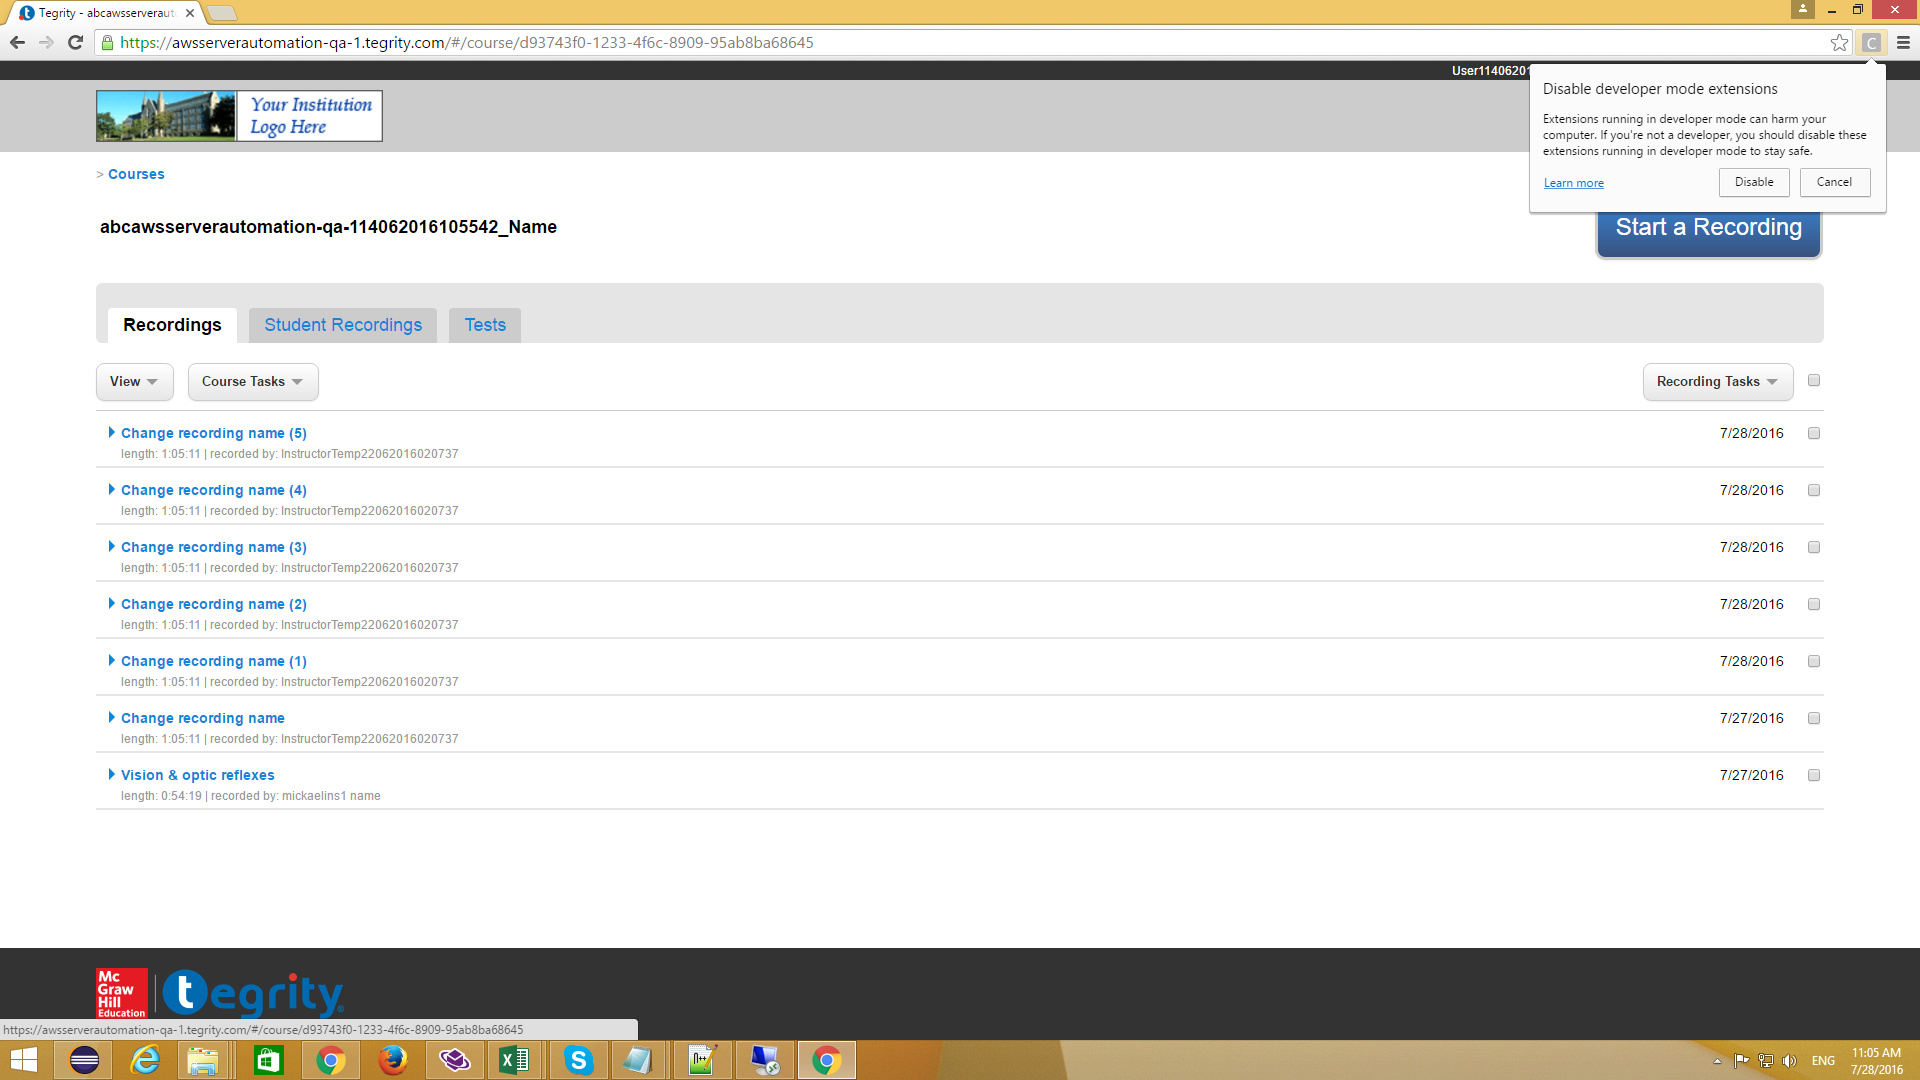 Tegrity - abcawsserveraut
https://awsserverautomation-qa-1.tegrity.com/#/course/d93743f0-1233-4f6c-8909-95ab8ba68645
C
Disable developer mode extensions
Extensions running in developer mode can harm your
computer. If you're not a developer, you should disable these
extensions running in developer mode to stay safe.
Learn more
Disable
Cancel
Your Institution
Logo Here
> Courses
abcawsserverautomation-qa-114062016105542_Name
Start a Recording
Recordings
Student Recordings
Tests
View
Course Tasks
Recording Tasks
Change recording name (5)
7/28/2016
length: 1:05:11 | recorded by: InstructorTemp22062016020737
Change recording name (4)
7/28/2016
length: 1:05:11 | recorded by: InstructorTemp22062016020737
Change recording name (3)
7/28/2016
length: 1:05:11 | recorded by: InstructorTemp22062016020737
Change recording name (2)
7/28/2016
length: 1:05:11 | recorded by: InstructorTemp22062016020737
Change recording name (1)
7/28/2016
length: 1:05:11 | recorded by: InstructorTemp22062016020737
Change recording name
7/27/2016
length: 1:05:11 | recorded by: InstructorTemp22062016020737
Vision & optic reflexes
7/27/2016
length: 0:54:19 | recorded by: mickaelins1 name
Mc
Graw
Hill
Education
tegrity
https://awsserverautomation-qa-1.tegrity.com/#/course/d93743f0-1233-4f6c-8909-95ab8ba68645
ENG
11:05 AM
7/28/2016